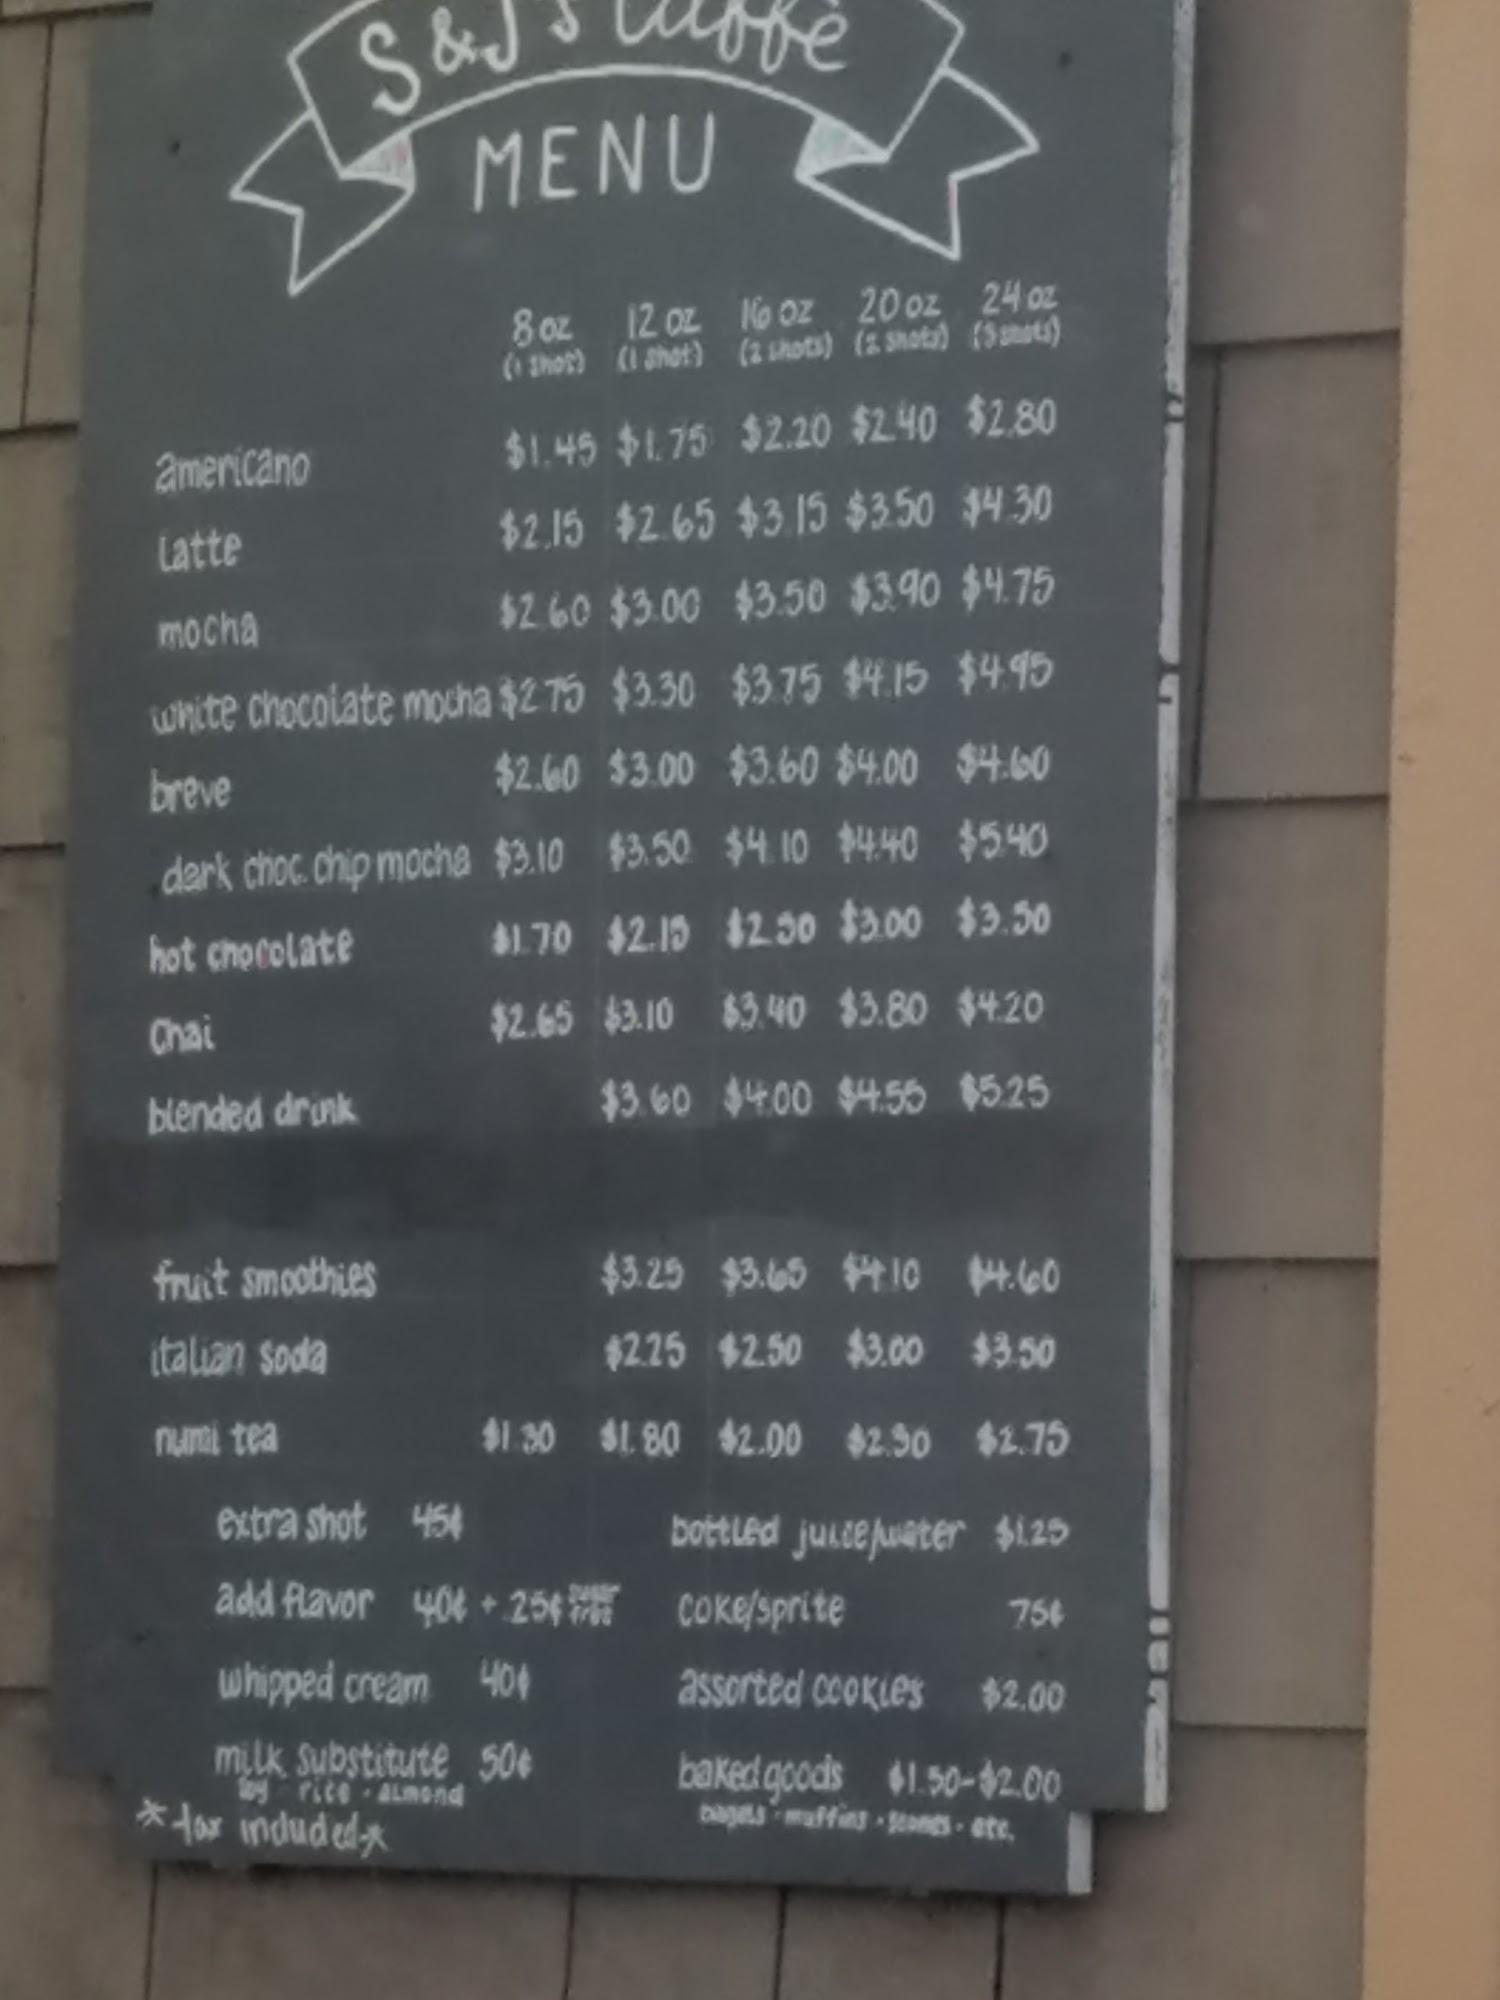 S & J's Caffè
MENU
8 oz 12 oz 16 oz 20 oz 24 oz
(1 shot) (1 shot) (2 shots) (2 shots) (3 shots)
americano $1.45 $1.75 $2.20 $2.40 $2.80
Latte $2.15 $2.65 $3.15 $3.50 $4.30
mocha $2.60 $3.00 $3.50 $3.90 $4.75
white chocolate mocha $2.75 $3.30 $3.75 $4.15 $4.95
breve $2.60 $3.00 $3.60 $4.00 $4.60
dark choc. chip mocha $3.10 $3.50 $4.10 $4.40 $5.40
hot chocolate $1.70 $2.15 $2.50 $3.00 $3.50
Chai $2.65 $3.10 $3.40 $3.80 $4.20
blended drink $3.60 $4.00 $4.55 $5.25
fruit smoothies $3.25 $3.65 $4.10 $4.60
italian soda $2.25 $2.50 $3.00 $3.50
numi tea $1.30 $1.80 $2.00 $2.50 $2.75
extra shot 45¢ bottled juice/water $1.25
add flavor 40¢ + .25¢ sugar free coke/sprite 75¢
whipped cream 40¢ assorted cookies $2.00
milk substitute 50¢ baked goods $1.50-$2.00
soy · rice · almond bagels · muffins · scones · etc.
*tax included*